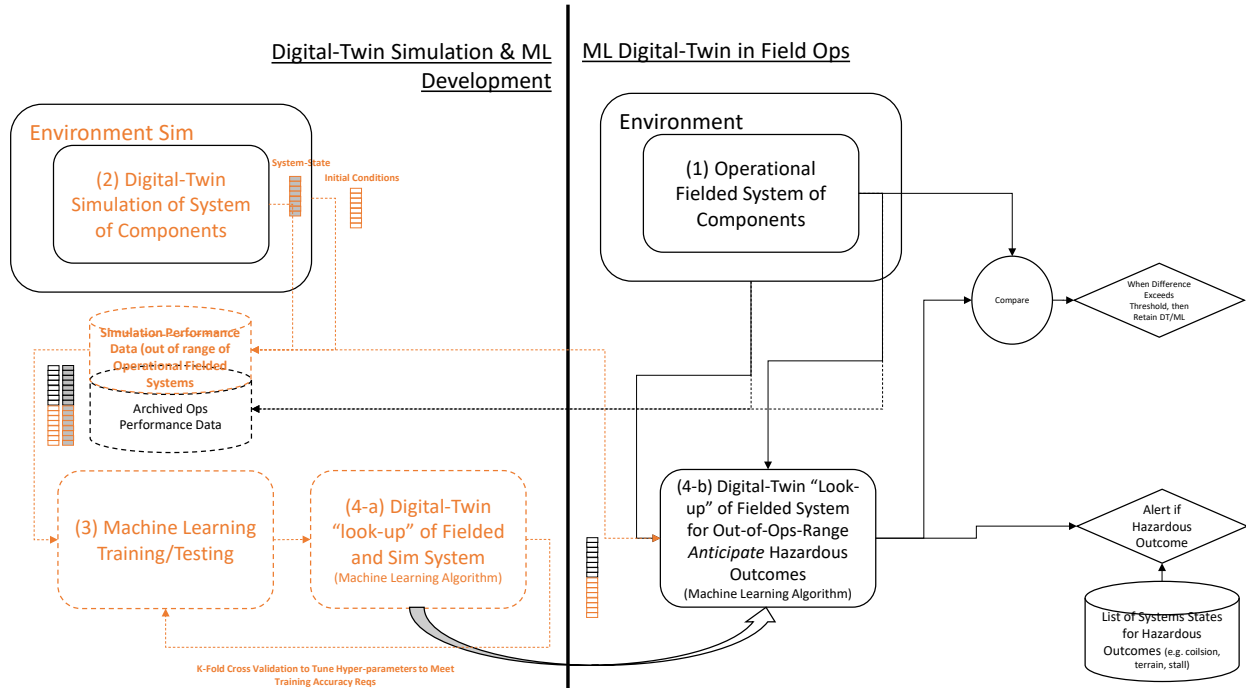 Digital-Twin Simulation & ML
Development
ML Digital-Twin in Field Ops
Environment Sim
(2) Digital-Twin
Simulation of System
of Components
System-State
Initial Conditions
Environment
(1) Operational
Fielded System of
Components
Compare
When Difference
Exceeds
Threshold, then
Retain DT/ML
Simulation Performance
Data (out of range of
Operational Fielded
Systems
Archived Ops
Performance Data
(3) Machine Learning
Training/Testing
(4-a) Digital-Twin
“look-up” of Fielded
and Sim System
(Machine Learning Algorithm)
(4-b) Digital-Twin “Look-
up” of Fielded System
for Out-of-Ops-Range
Anticipate Hazardous
Outcomes
(Machine Learning Algorithm)
Alert if
Hazardous
Outcome
List of Systems States
for Hazardous
Outcomes (e.g. coilsion,
terrain, stall)
K-Fold Cross Validation to Tune Hyper-parameters to Meet
Training Accuracy Reqs